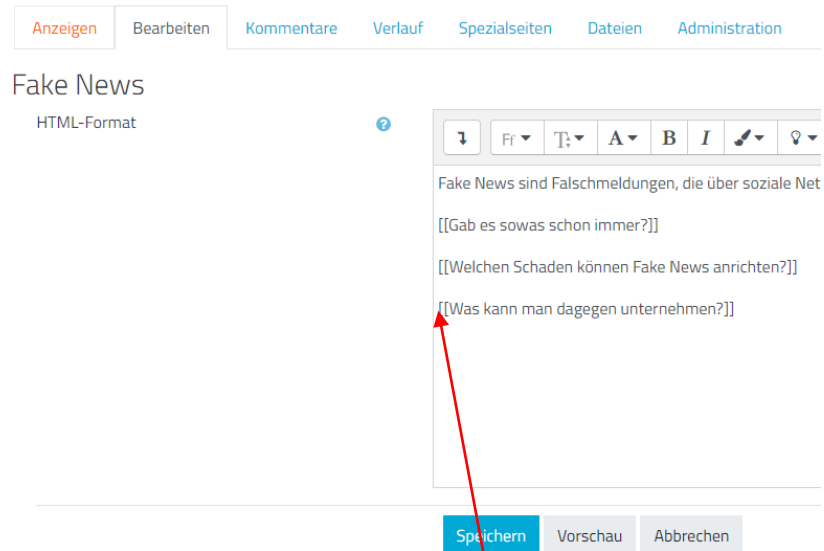 Anzeigen Bearbeiten Kommentare Verlauf Spezialseiten Dateien Administration
Fake News
HTML-Format
Ff T A B I
Fake News sind Falschmeldungen, die über soziale Net
[[Gab es sowas schon immer?]]
[[Welchen Schaden können Fake News anrichten?]]
[[Was kann man dagegen unternehmen?]]
Speichern Vorschau Abbrechen